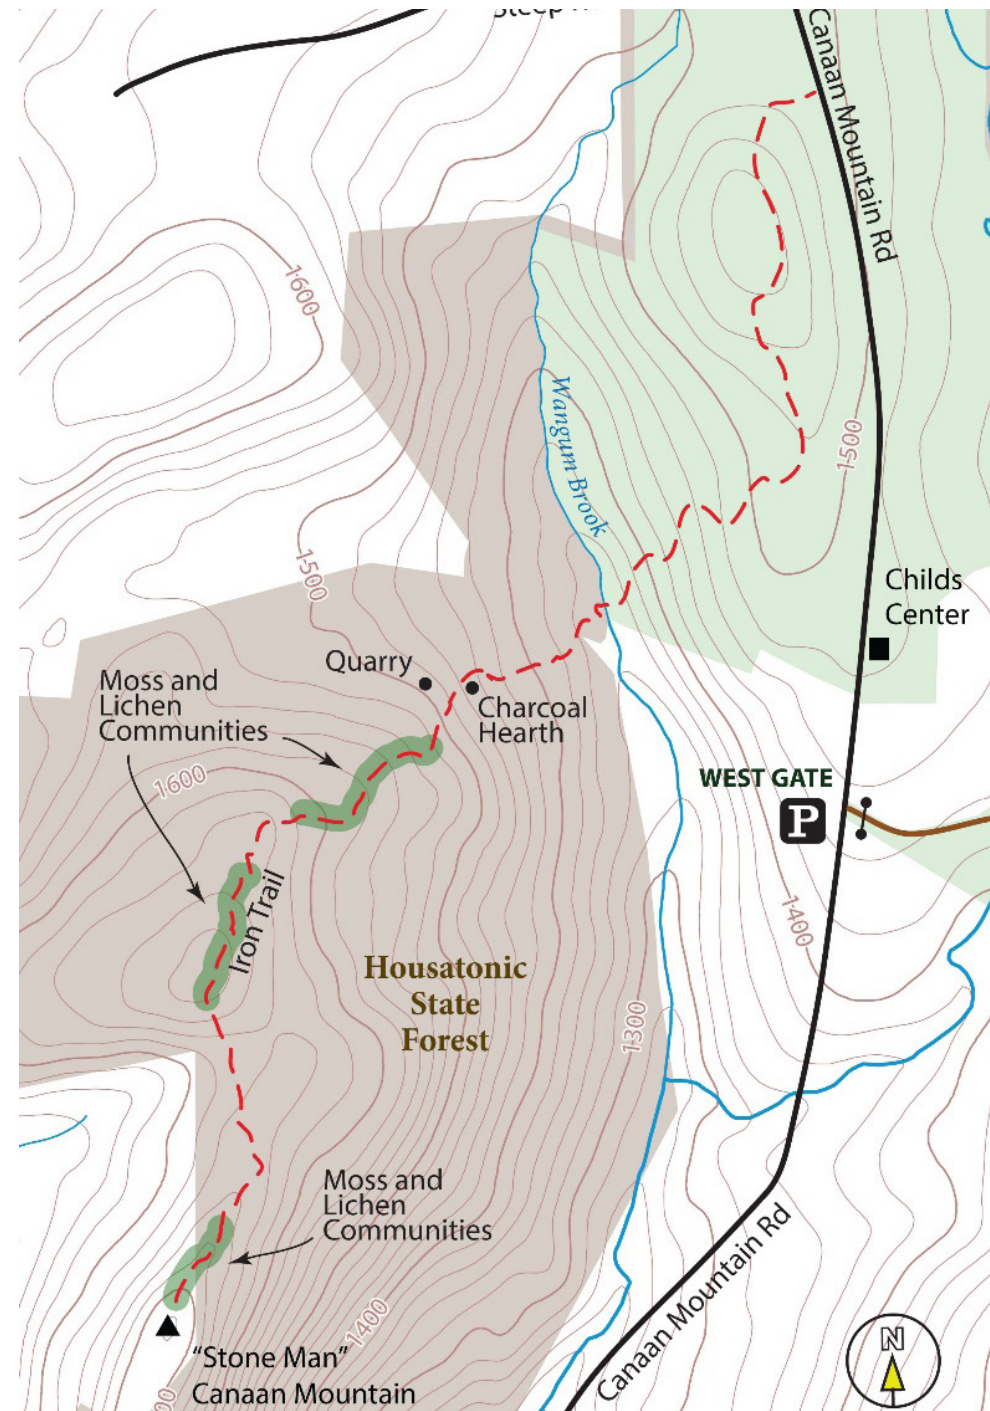 Canaan Mountain Rd
1600
Wangum Brook
1500
1500
Childs
Center
Quarry
Moss and
Lichen
Communities
Charcoal
Hearth
1600
WEST GATE
P
Iron Trail
1400
Housatonic
State
Forest
1300
Moss and
Lichen
Communities
Canaan Mountain Rd
1400
N
"Stone Man"
Canaan Mountain